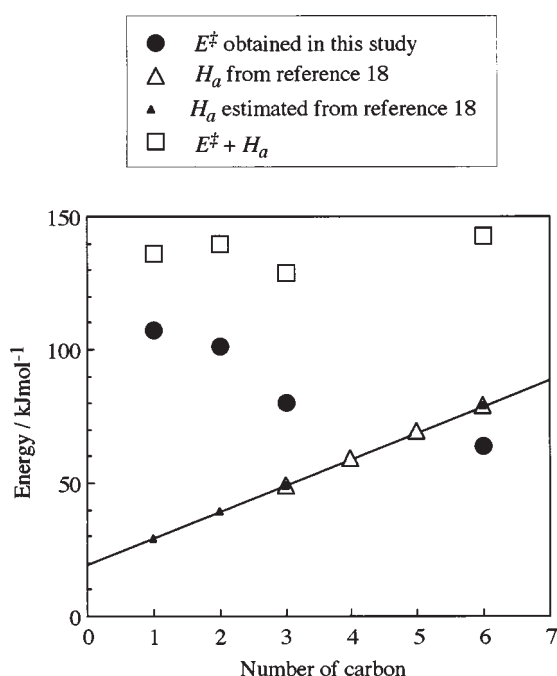 E‡ obtained in this study
Hₐ from reference 18
Hₐ estimated from reference 18
E‡ + Hₐ
150
100
50
0
Energy / kJmol⁻¹
0 1 2 3 4 5 6 7
Number of carbon